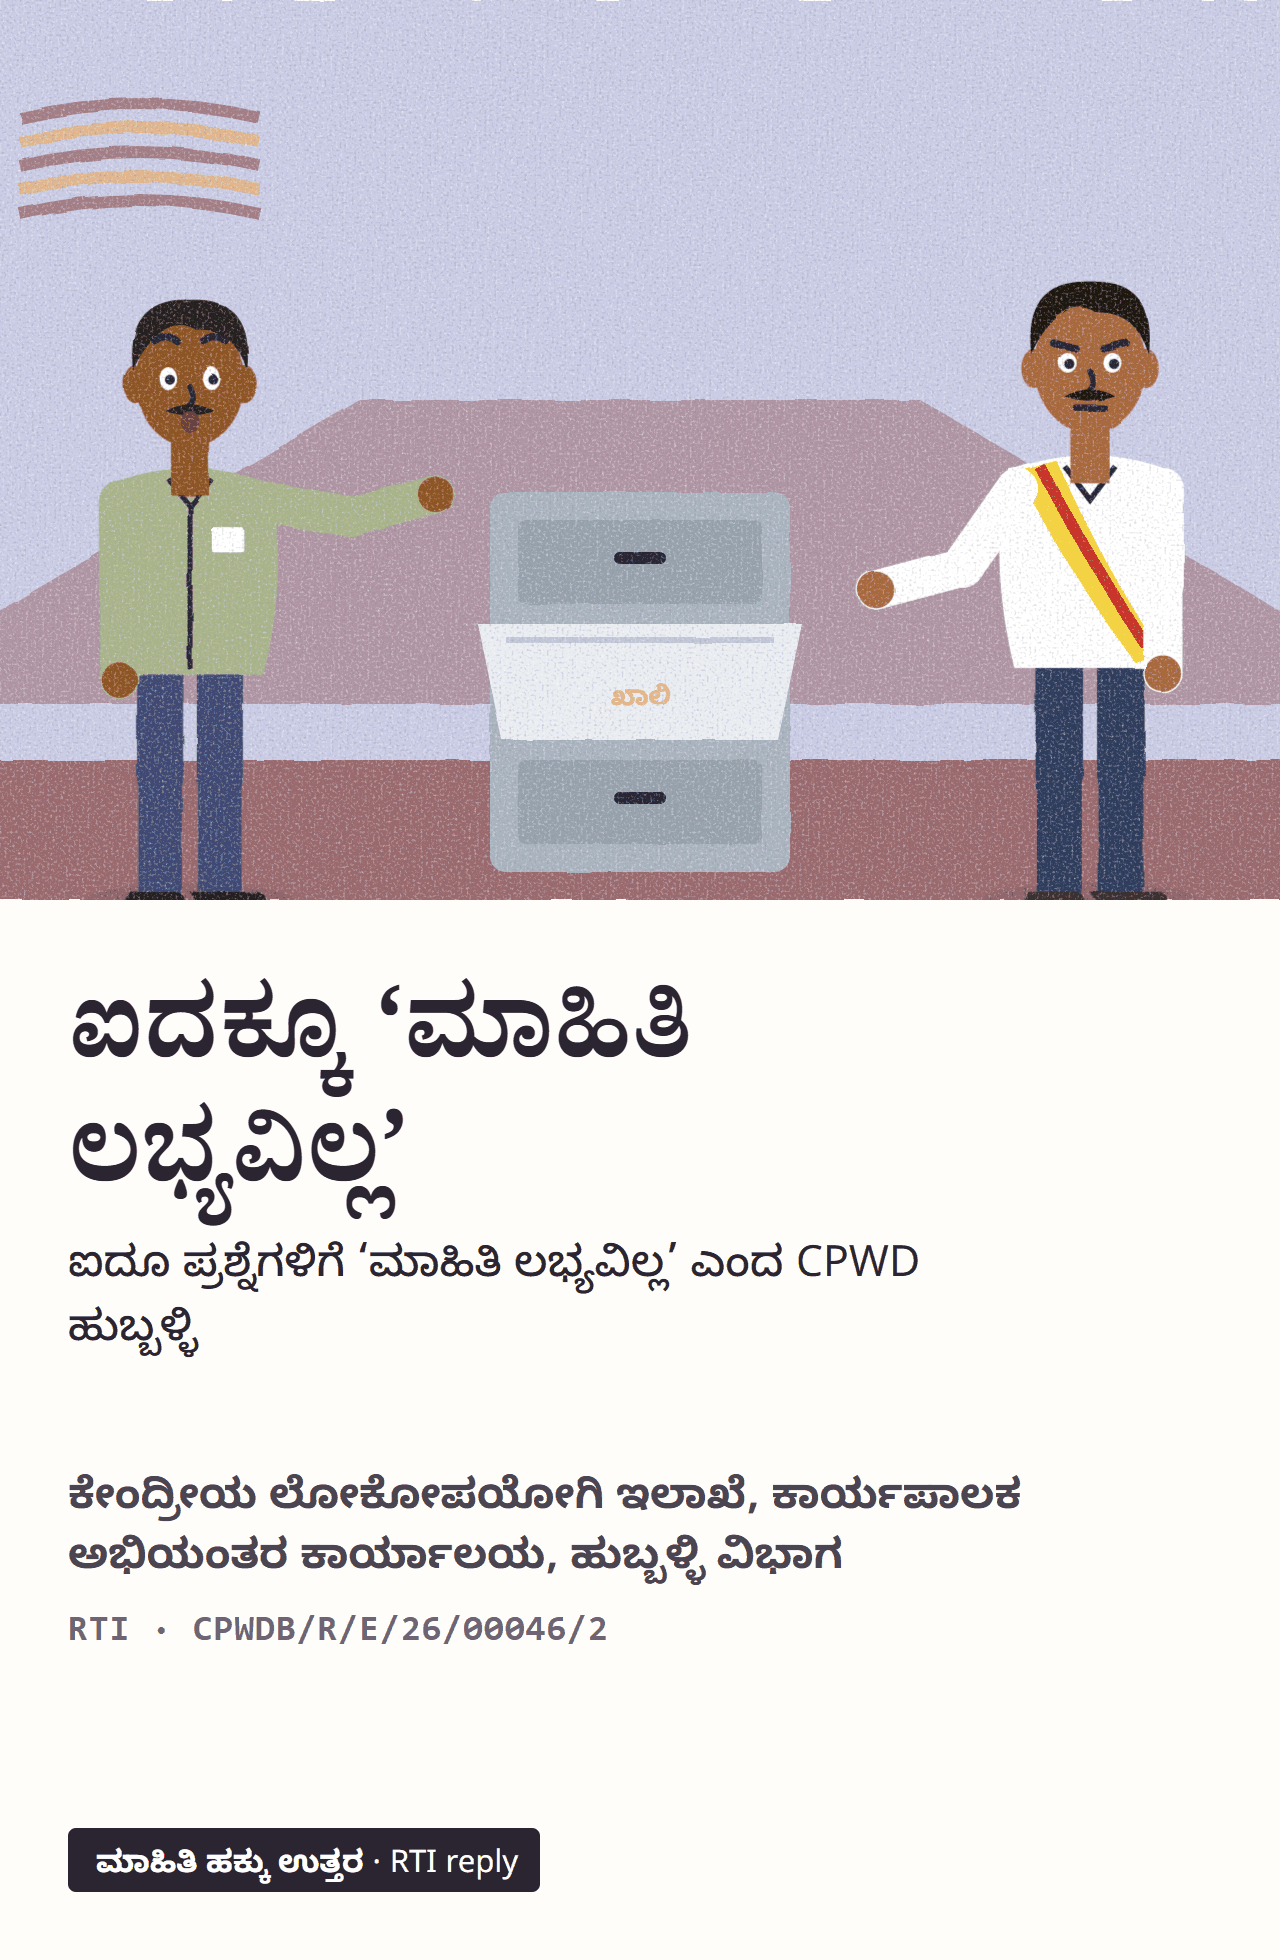 ಖಾಲಿ
ಐದಕ್ಕೂ ‘ಮಾಹಿತಿ
ಲಭ್ಯವಿಲ್ಲ’
ಐದೂ ಪ್ರಶ್ನೆಗಳಿಗೆ ‘ಮಾಹಿತಿ ಲಭ್ಯವಿಲ್ಲ’ ಎಂದ CPWD
ಹುಬ್ಬಳ್ಳಿ
ಕೇಂದ್ರೀಯ ಲೋಕೋಪಯೋಗಿ ಇಲಾಖೆ, ಕಾರ್ಯಪಾಲಕ
ಅಭಿಯಂತರ ಕಾರ್ಯಾಲಯ, ಹುಬ್ಬಳ್ಳಿ ವಿಭಾಗ
RTI · CPWDB/R/E/26/00046/2
ಮಾಹಿತಿ ಹಕ್ಕು ಉತ್ತರ · RTI reply